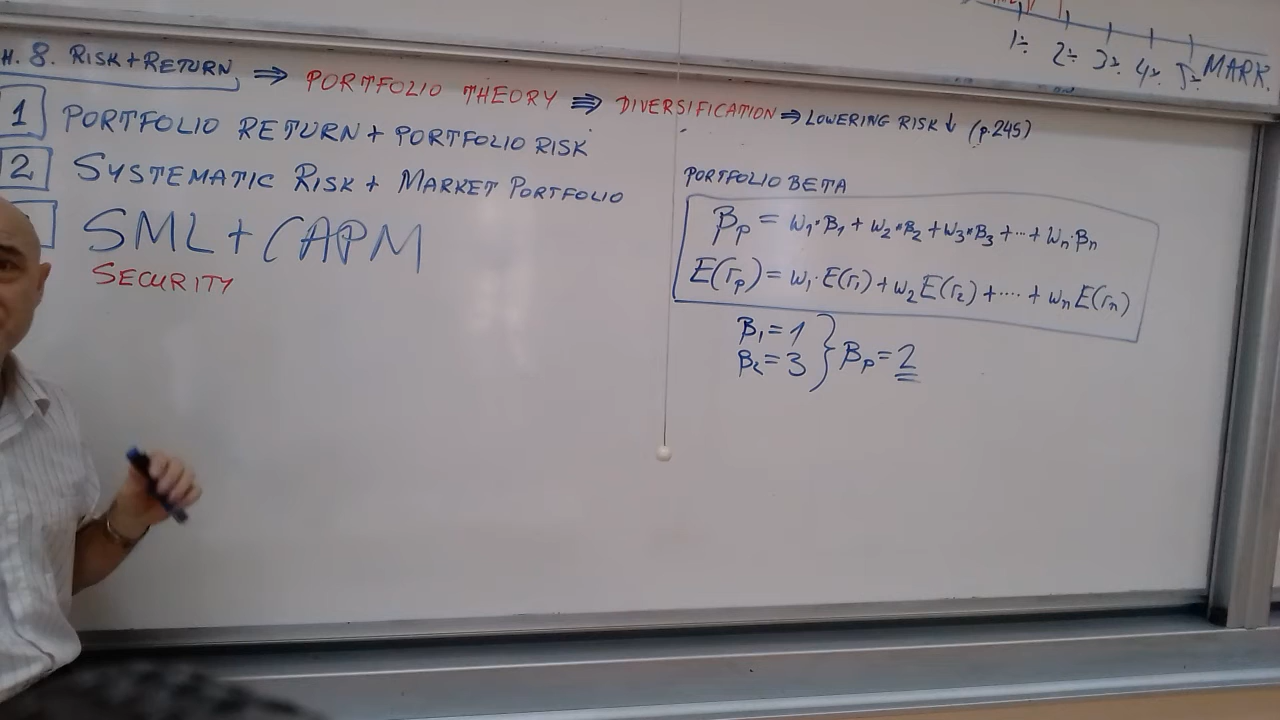 1÷ 2÷ 3÷ 4÷ 5÷ MARK.
H. 8. RISK+RETURN ⇒ PORTFOLIO THEORY ⇒ DIVERSIFICATION ⇒ LOWERING RISK ↓ (p.245)
1 PORTFOLIO RETURN + PORTFOLIO RISK
2 SYSTEMATIC RISK + MARKET PORTFOLIO
SML + CAPM
SECURITY
PORTFOLIO BETA
βp = w1·β1 + w2·β2 + w3·β3 + ··· + wn·βn
E(rp) = w1·E(r1) + w2E(r2) + ···· + wnE(rn)
β1 = 1
β2 = 3 } βp = 2